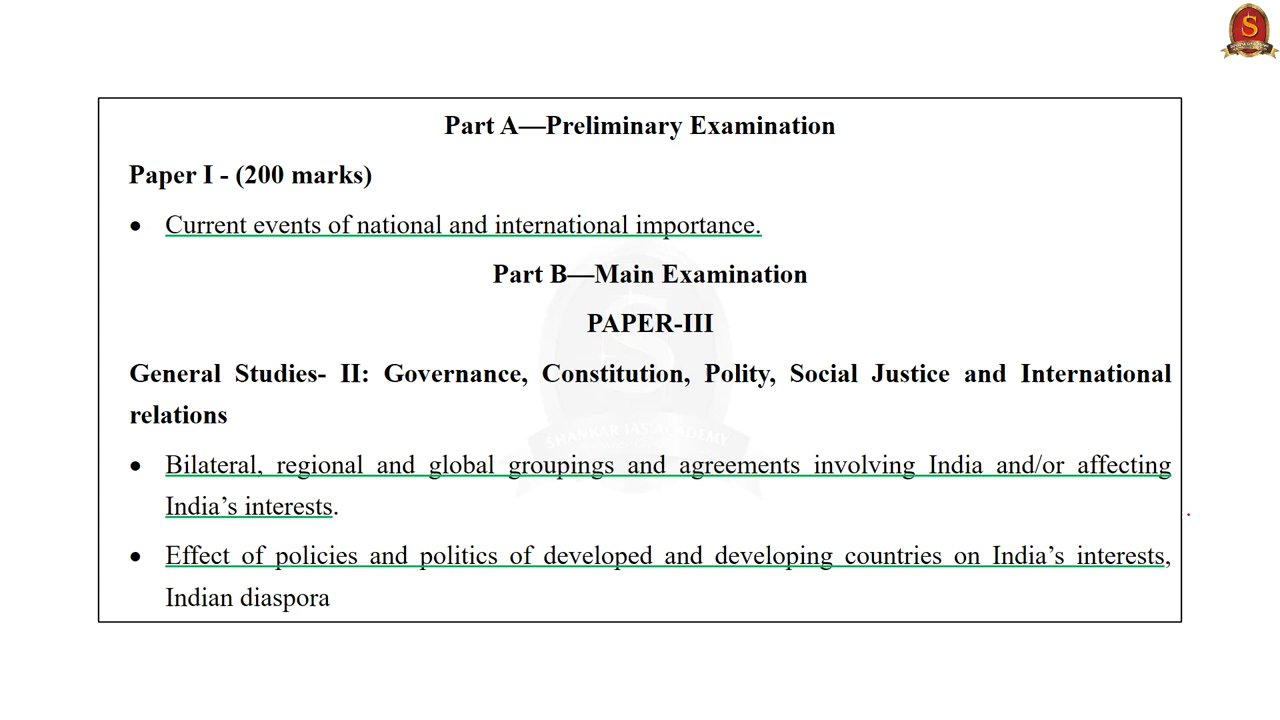 Part A—Preliminary Examination
Paper I - (200 marks)
• Current events of national and international importance.
Part B—Main Examination
PAPER-III
General Studies- II: Governance, Constitution, Polity, Social Justice and International
relations
SHANKAR IAS ACADEMY
• Bilateral, regional and global groupings and agreements involving India and/or affecting
India’s interests.
• Effect of policies and politics of developed and developing countries on India’s interests,
Indian diaspora